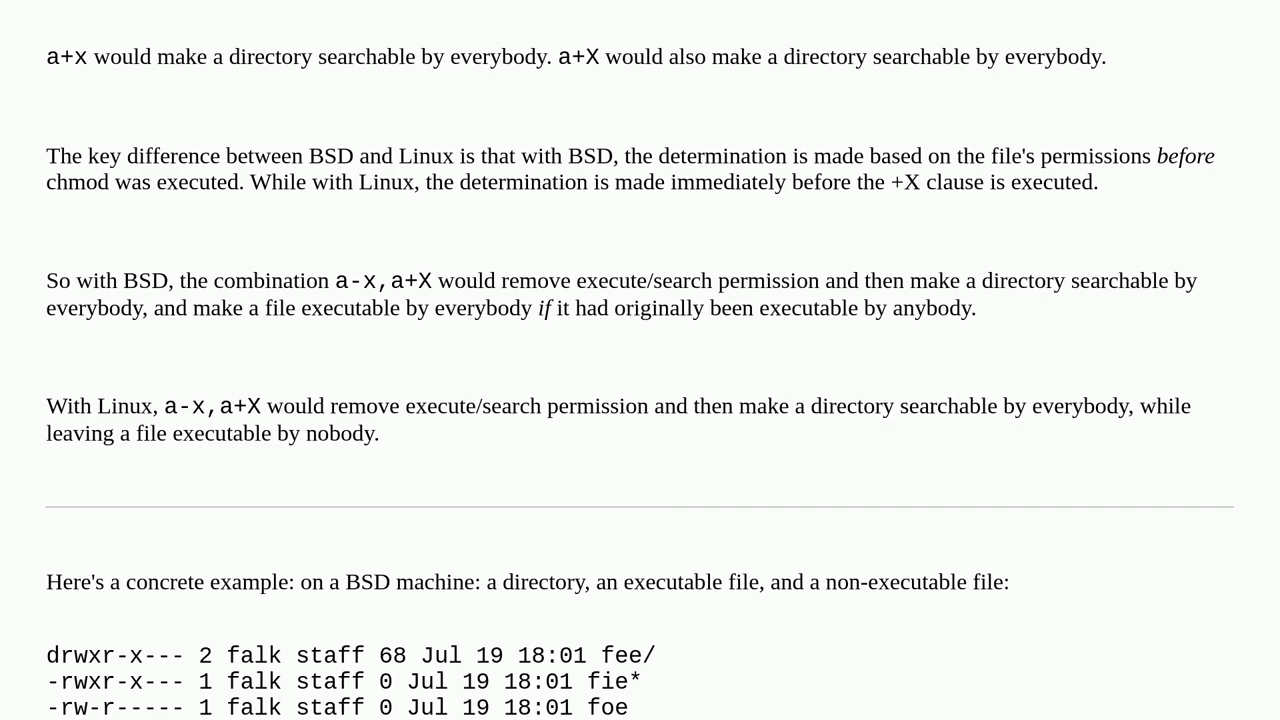 a+x would make a directory searchable by everybody. a+X would also make a directory searchable by everybody.
The key difference between BSD and Linux is that with BSD, the determination is made based on the file's permissions before
chmod was executed. While with Linux, the determination is made immediately before the +X clause is executed.
So with BSD, the combination a-x,a+X would remove execute/search permission and then make a directory searchable by
everybody, and make a file executable by everybody if it had originally been executable by anybody.
With Linux, a-x,a+X would remove execute/search permission and then make a directory searchable by everybody, while
leaving a file executable by nobody.
Here's a concrete example: on a BSD machine: a directory, an executable file, and a non-executable file:
drwxr-x--- 2 falk staff 68 Jul 19 18:01 fee/
-rwxr-x--- 1 falk staff 0 Jul 19 18:01 fie*
-rw-r----- 1 falk staff 0 Jul 19 18:01 foe